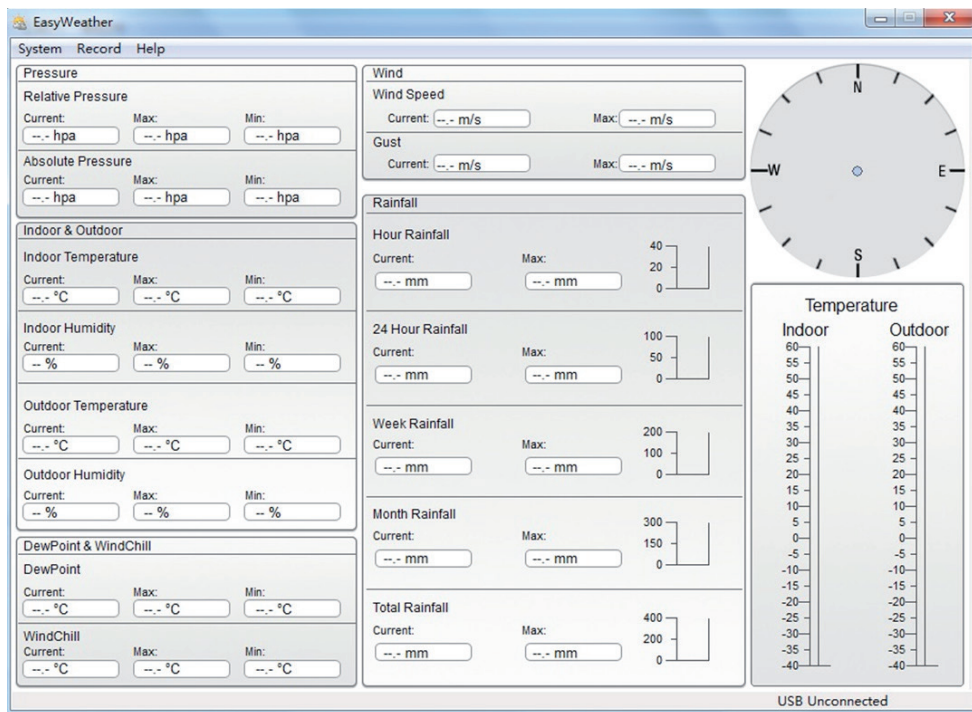 EasyWeather
System Record Help
Pressure
Relative Pressure
Current: Max: Min:
--.- hpa --.- hpa --.- hpa
Absolute Pressure
Current: Max: Min:
--.- hpa --.- hpa --.- hpa
Indoor & Outdoor
Indoor Temperature
Current: Max: Min:
--.- °C --.- °C --.- °C
Indoor Humidity
Current: Max: Min:
-- % -- % -- %
Outdoor Temperature
Current: Max: Min:
--.- °C --.- °C --.- °C
Outdoor Humidity
Current: Max: Min:
-- % -- % -- %
DewPoint & WindChill
DewPoint
Current: Max: Min:
--.- °C --.- °C --.- °C
WindChill
Current: Max: Min:
--.- °C --.- °C --.- °C
Wind
Wind Speed
Current: --.- m/s Max: --.- m/s
Gust
Current: --.- m/s Max: --.- m/s
Rainfall
Hour Rainfall
Current: Max:
--.- mm --.- mm
40
20
0
24 Hour Rainfall
Current: Max:
--.- mm --.- mm
100
50
0
Week Rainfall
Current: Max:
--.- mm --.- mm
200
100
0
Month Rainfall
Current: Max:
--.- mm --.- mm
300
150
0
Total Rainfall
Current: Max:
--.- mm --.- mm
400
200
0
N
W E
S
Temperature
Indoor Outdoor
60 60
55 55
50 50
45 45
40 40
35 35
30 30
25 25
20 20
15 15
10 10
5 5
0 0
-5 -5
-10 -10
-15 -15
-20 -20
-25 -25
-30 -30
-35 -35
-40 -40
USB Unconnected